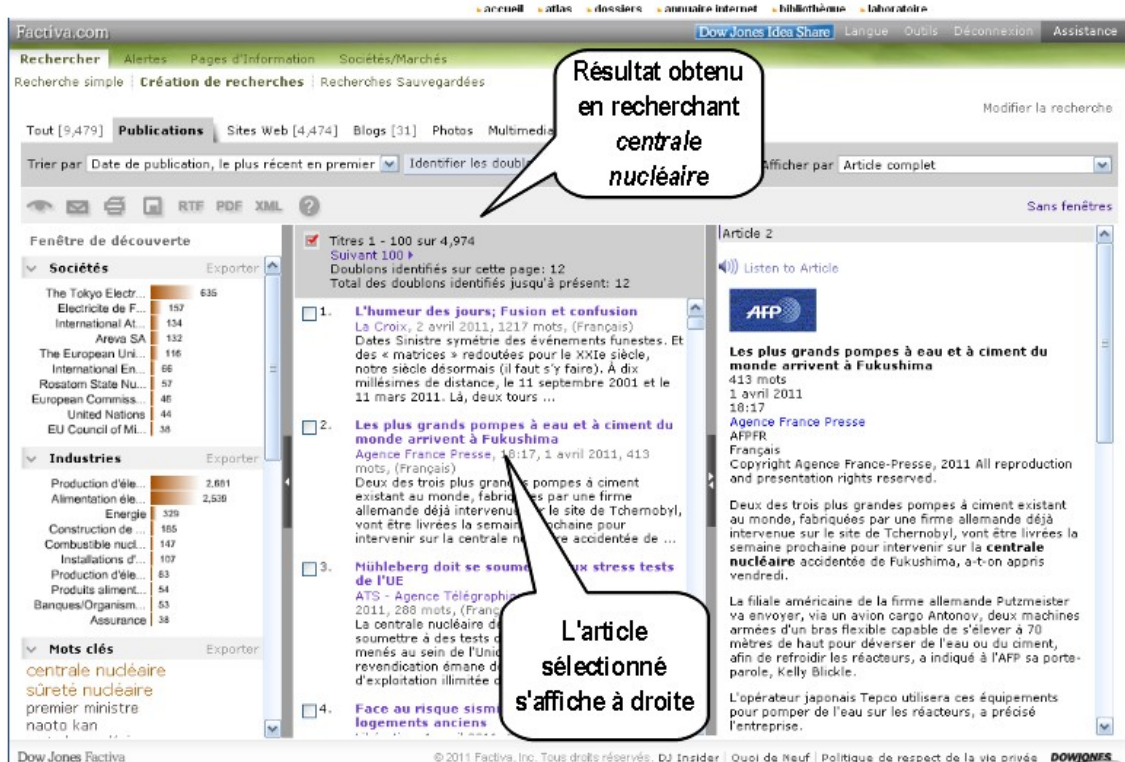 accueil atlas dossiers annuaire internet bibliothèque laboratoire
Factiva.com
Dow Jones Idea Share Langue Outils Déconnexion Assistance
Rechercher Alertes Pages d'Information Sociétés/Marchés
Recherche simple Création de recherches Recherches Sauvegardées
Résultat obtenu
en recherchant
centrale
nucléaire
Modifier la recherche
Tout [9,479] Publications Sites Web [4,474] Blogs [31] Photos Multimedia
Trier par Date de publication, le plus récent en premier Identifier les
Afficher par Article complet
RTF PDF XML
Sans fenêtres
Fenêtre de découverte
Sociétés Exporter
The Tokyo Electr... 635
Electricite de F... 157
International At... 134
Areva SA 132
The European Uni... 116
International En... 66
Rosatom State Nu... 57
European Commiss... 46
United Nations 44
EU Council of Mi... 38
Industries Exporter
Production d'éle... 2,681
Alimentation éle... 2,539
Energie 329
Construction de ... 185
Combustible nucl... 147
Installations d'... 107
Production d'éle... 63
Produits aliment... 54
Banques/Organism... 53
Assurance 38
Mots clés Exporter
centrale nucléaire
sûreté nucléaire
premier ministre
naoto kan
Titres 1 - 100 sur 4,974
Suivant 100
Doublons identifiés sur cette page: 12
Total des doublons identifiés jusqu'à présent: 12
1. L'humeur des jours; Fusion et confusion
La Croix, 2 avril 2011, 1217 mots, (Français)
Dates Sinistre symétrie des événements funestes. Et
des « matrices » redoutées pour le XXIe siècle,
notre siècle désormais (il faut s'y faire). À dix
millésimes de distance, le 11 septembre 2001 et le
11 mars 2011. Là, deux tours ...
2. Les plus grands pompes à eau et à ciment du
monde arrivent à Fukushima
Agence France Presse, 18:17, 1 avril 2011, 413
mots, (Français)
Deux des trois plus grandes pompes à ciment
existant au monde, fabriquées par une firme
allemande déjà intervenue sur le site de Tchernobyl,
vont être livrées la semaine prochaine pour
intervenir sur la centrale nucléaire accidentée de ...
3. Mühleberg doit se soumettre aux stress tests
de l'UE
ATS - Agence Télégraphique
2011, 288 mots,
La centrale nucléaire de
soumettre à des tests
menés au sein de l'Union
revendication émane
d'exploitation illimitée
L'article
sélectionné
s'affiche à droite
4. Face au risque
logements anciens
Article 2
Listen to Article
AFP
Les plus grands pompes à eau et à ciment du
monde arrivent à Fukushima
413 mots
1 avril 2011
18:17
Agence France Presse
AFPFR
Français
Copyright Agence France-Presse, 2011 All reproduction
and presentation rights reserved.
Deux des trois plus grandes pompes à ciment existant
au monde, fabriquées par une firme allemande déjà
intervenue sur le site de Tchernobyl, vont être livrées la
semaine prochaine pour intervenir sur la centrale
nucléaire accidentée de Fukushima, a-t-on appris
vendredi.
La filiale américaine de la firme allemande Putzmeister
va envoyer, via un avion cargo Antonov, deux machines
armées d'un bras flexible capable de s'élever à 70
mètres de haut pour déverser de l'eau ou du ciment,
afin de refroidir les réacteurs, a indiqué à l'AFP sa porte-
parole, Kelly Blickle.
L'opérateur japonais Tepco utilisera ces équipements
pour pomper de l'eau sur les réacteurs, a précisé
l'entreprise.
Dow Jones Factiva
© 2011 Factiva, Inc. Tous droits réservés. DJ Insider Quoi de Neuf Politique de respect de la vie privée DOWJONES